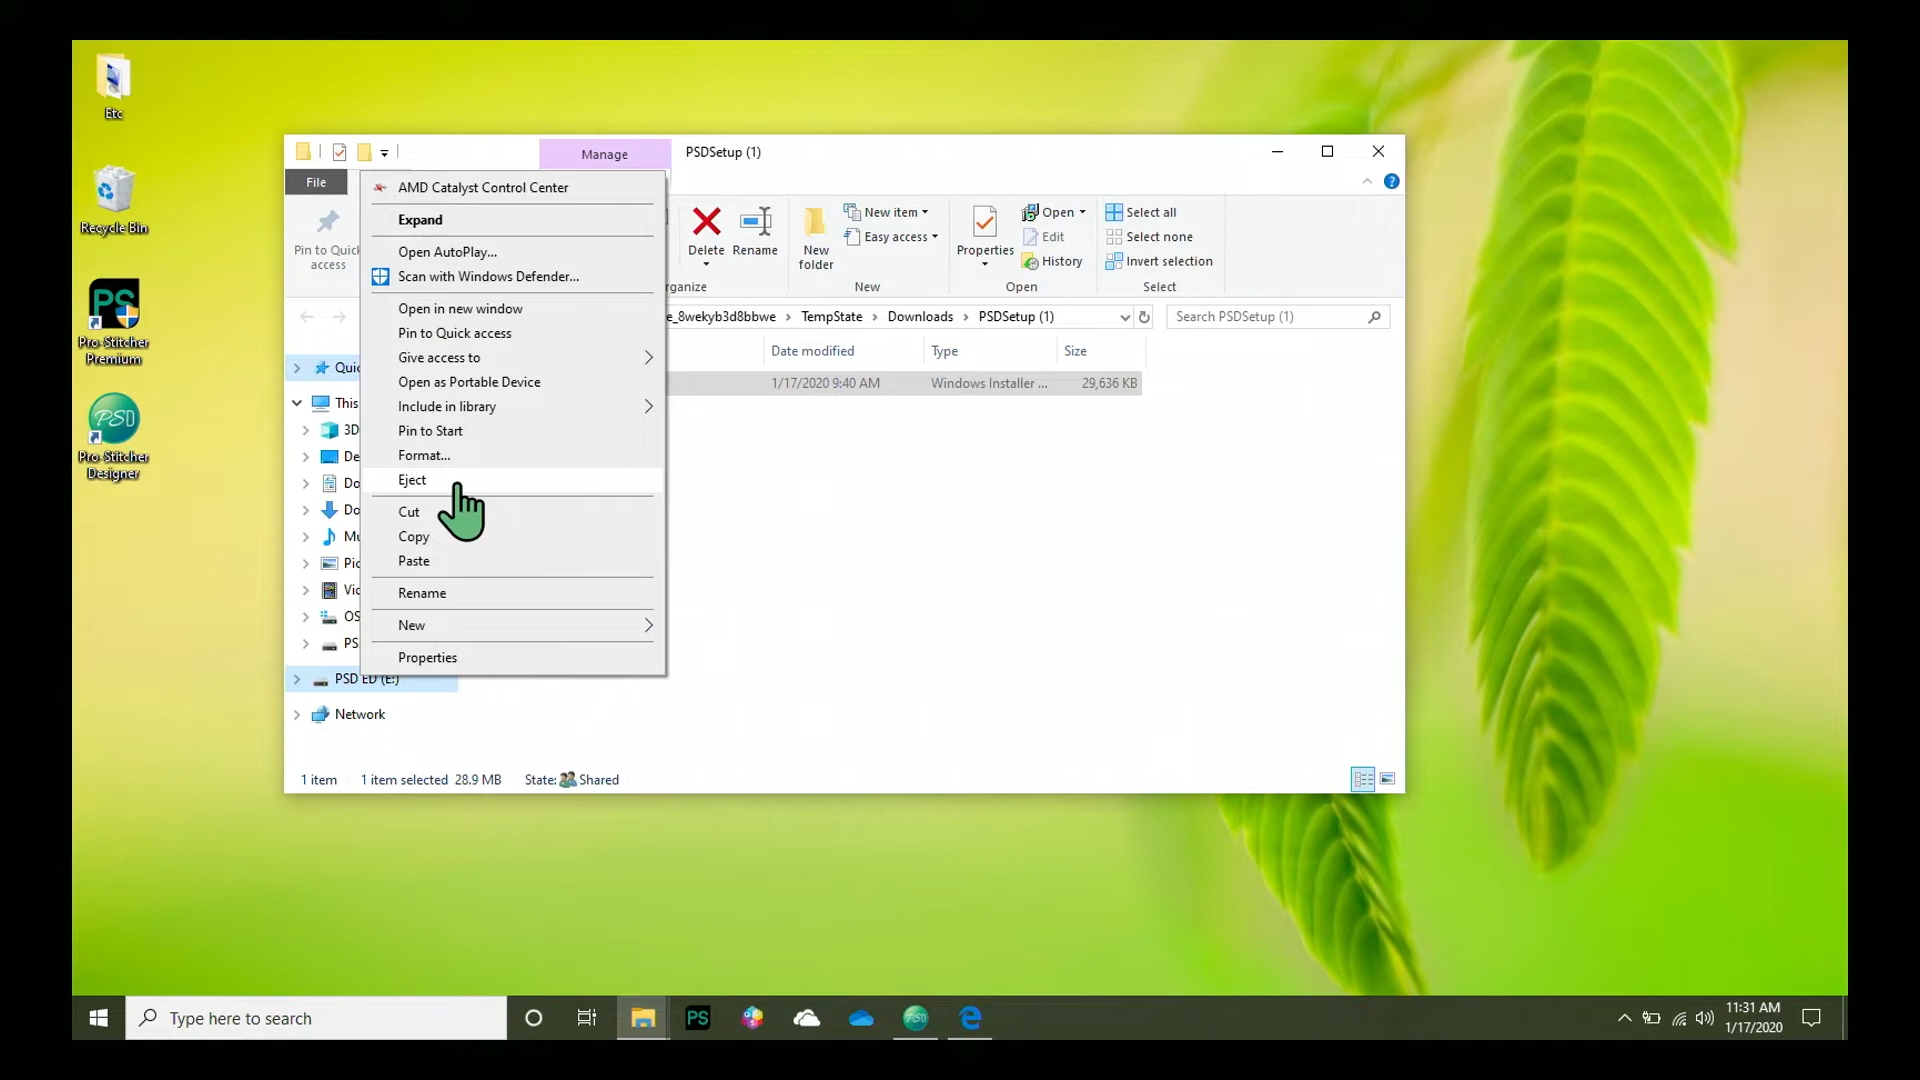 Etc
Recycle Bin
PS
Pro-Stitcher
Premium
PSD
Pro-Stitcher
Designer
Manage
PSDSetup (1)
File
Pin to Quick
access
Delete
Rename
New
folder
New item
Easy access
Properties
Open
Edit
History
Select all
Select none
Invert selection
New
Open
Select
AMD Catalyst Control Center
Expand
Open AutoPlay...
Scan with Windows Defender...
Open in new window
Pin to Quick access
Give access to
Open as Portable Device
Include in library
Pin to Start
Format...
Eject
Cut
Copy
Paste
Rename
New
Properties
e_8wekyb3d8bbwe > TempState > Downloads > PSDSetup (1)
Search PSDSetup (1)
Date modified
Type
Size
1/17/2020 9:40 AM
Windows Installer ...
29,636 KB
This
3D
PSD ED (E:)
Network
1 item
1 item selected 28.9 MB
State: Shared
Type here to search
PS
PSD
11:31 AM
1/17/2020